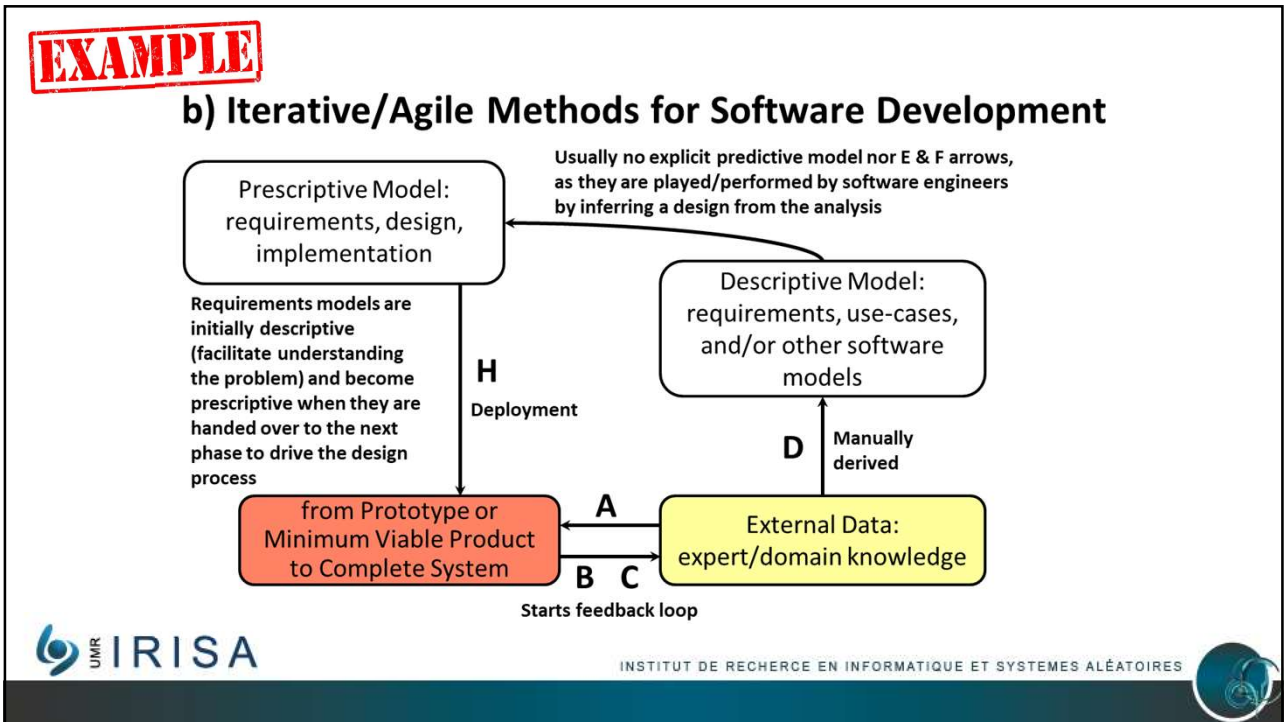 EXAMPLE
b) Iterative/Agile Methods for Software Development
Usually no explicit predictive model nor E & F arrows,
as they are played/performed by software engineers
by inferring a design from the analysis
Prescriptive Model:
requirements, design,
implementation
Descriptive Model:
requirements, use-cases,
and/or other software
models
Requirements models are
initially descriptive
(facilitate understanding
the problem) and become
prescriptive when they are
handed over to the next
phase to drive the design
process
H
Deployment
D
Manually
derived
from Prototype or
Minimum Viable Product
to Complete System
A
B C
External Data:
expert/domain knowledge
Starts feedback loop
UMR IRISA
INSTITUT DE RECHERCE EN INFORMATIQUE ET SYSTEMES ALÉATOIRES